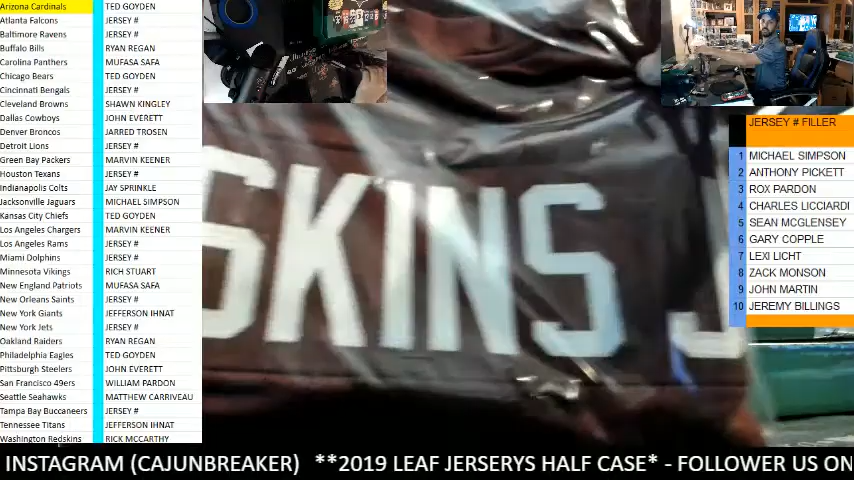 Arizona Cardinals TED GOYDEN
Atlanta Falcons JERSEY #
Baltimore Ravens JERSEY #
Buffalo Bills RYAN REGAN
Carolina Panthers MUFASA SAFA
Chicago Bears TED GOYDEN
Cincinnati Bengals JERSEY #
Cleveland Browns SHAWN KINGLEY
Dallas Cowboys JOHN EVERETT
Denver Broncos JARRED TROSEN
Detroit Lions JERSEY #
Green Bay Packers MARVIN KEENER
Houston Texans JERSEY #
Indianapolis Colts JAY SPRINKLE
Jacksonville Jaguars MICHAEL SIMPSON
Kansas City Chiefs TED GOYDEN
Los Angeles Chargers MARVIN KEENER
Los Angeles Rams JERSEY #
Miami Dolphins JERSEY #
Minnesota Vikings RICH STUART
New England Patriots MUFASA SAFA
New Orleans Saints JERSEY #
New York Giants JEFFERSON IHNAT
New York Jets JERSEY #
Oakland Raiders RYAN REGAN
Philadelphia Eagles TED GOYDEN
Pittsburgh Steelers JOHN EVERETT
San Francisco 49ers WILLIAM PARDON
Seattle Seahawks MATTHEW CARRIVEAU
Tampa Bay Buccaneers JERSEY #
Tennessee Titans JEFFERSON IHNAT
Washington Redskins RICK MCCARTHY
SKINS
JERSEY # FILLER
1 MICHAEL SIMPSON
2 ANTHONY PICKETT
3 ROX PARDON
4 CHARLES LICCIARDI
5 SEAN MCGLENSEY
6 GARY COPPLE
7 LEXI LICHT
8 ZACK MONSON
9 JOHN MARTIN
10 JEREMY BILLINGS
INSTAGRAM (CAJUNBREAKER) **2019 LEAF JERSERYS HALF CASE* - FOLLOWER US ON